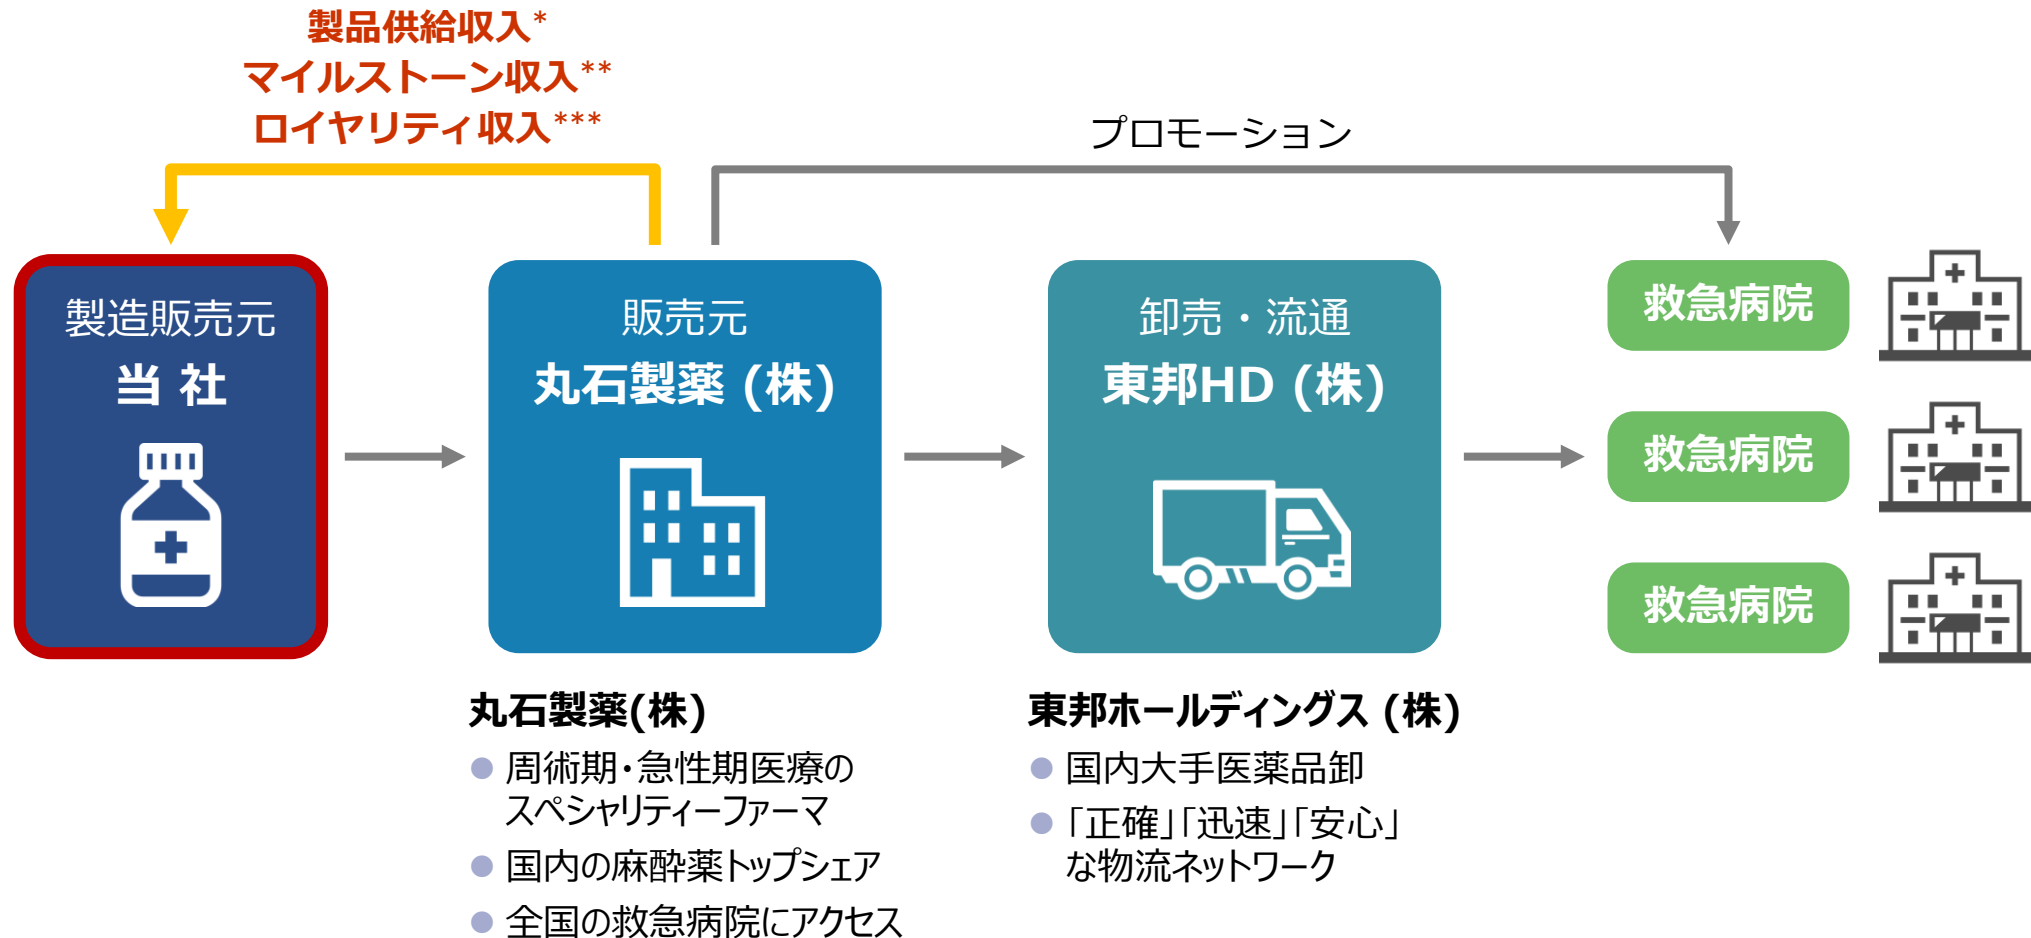 製品供給収入*
マイルストーン収入**
ロイヤリティ収入***
プロモーション
製造販売元
当 社
販売元
丸石製薬 (株)
卸売・流通
東邦HD (株)
救急病院
救急病院
救急病院
丸石製薬(株)
● 周術期・急性期医療の
スペシャリティーファーマ
● 国内の麻酔薬トップシェア
● 全国の救急病院にアクセス
東邦ホールディングス (株)
● 国内大手医薬品卸
● 「正確」「迅速」「安心」
な物流ネットワーク